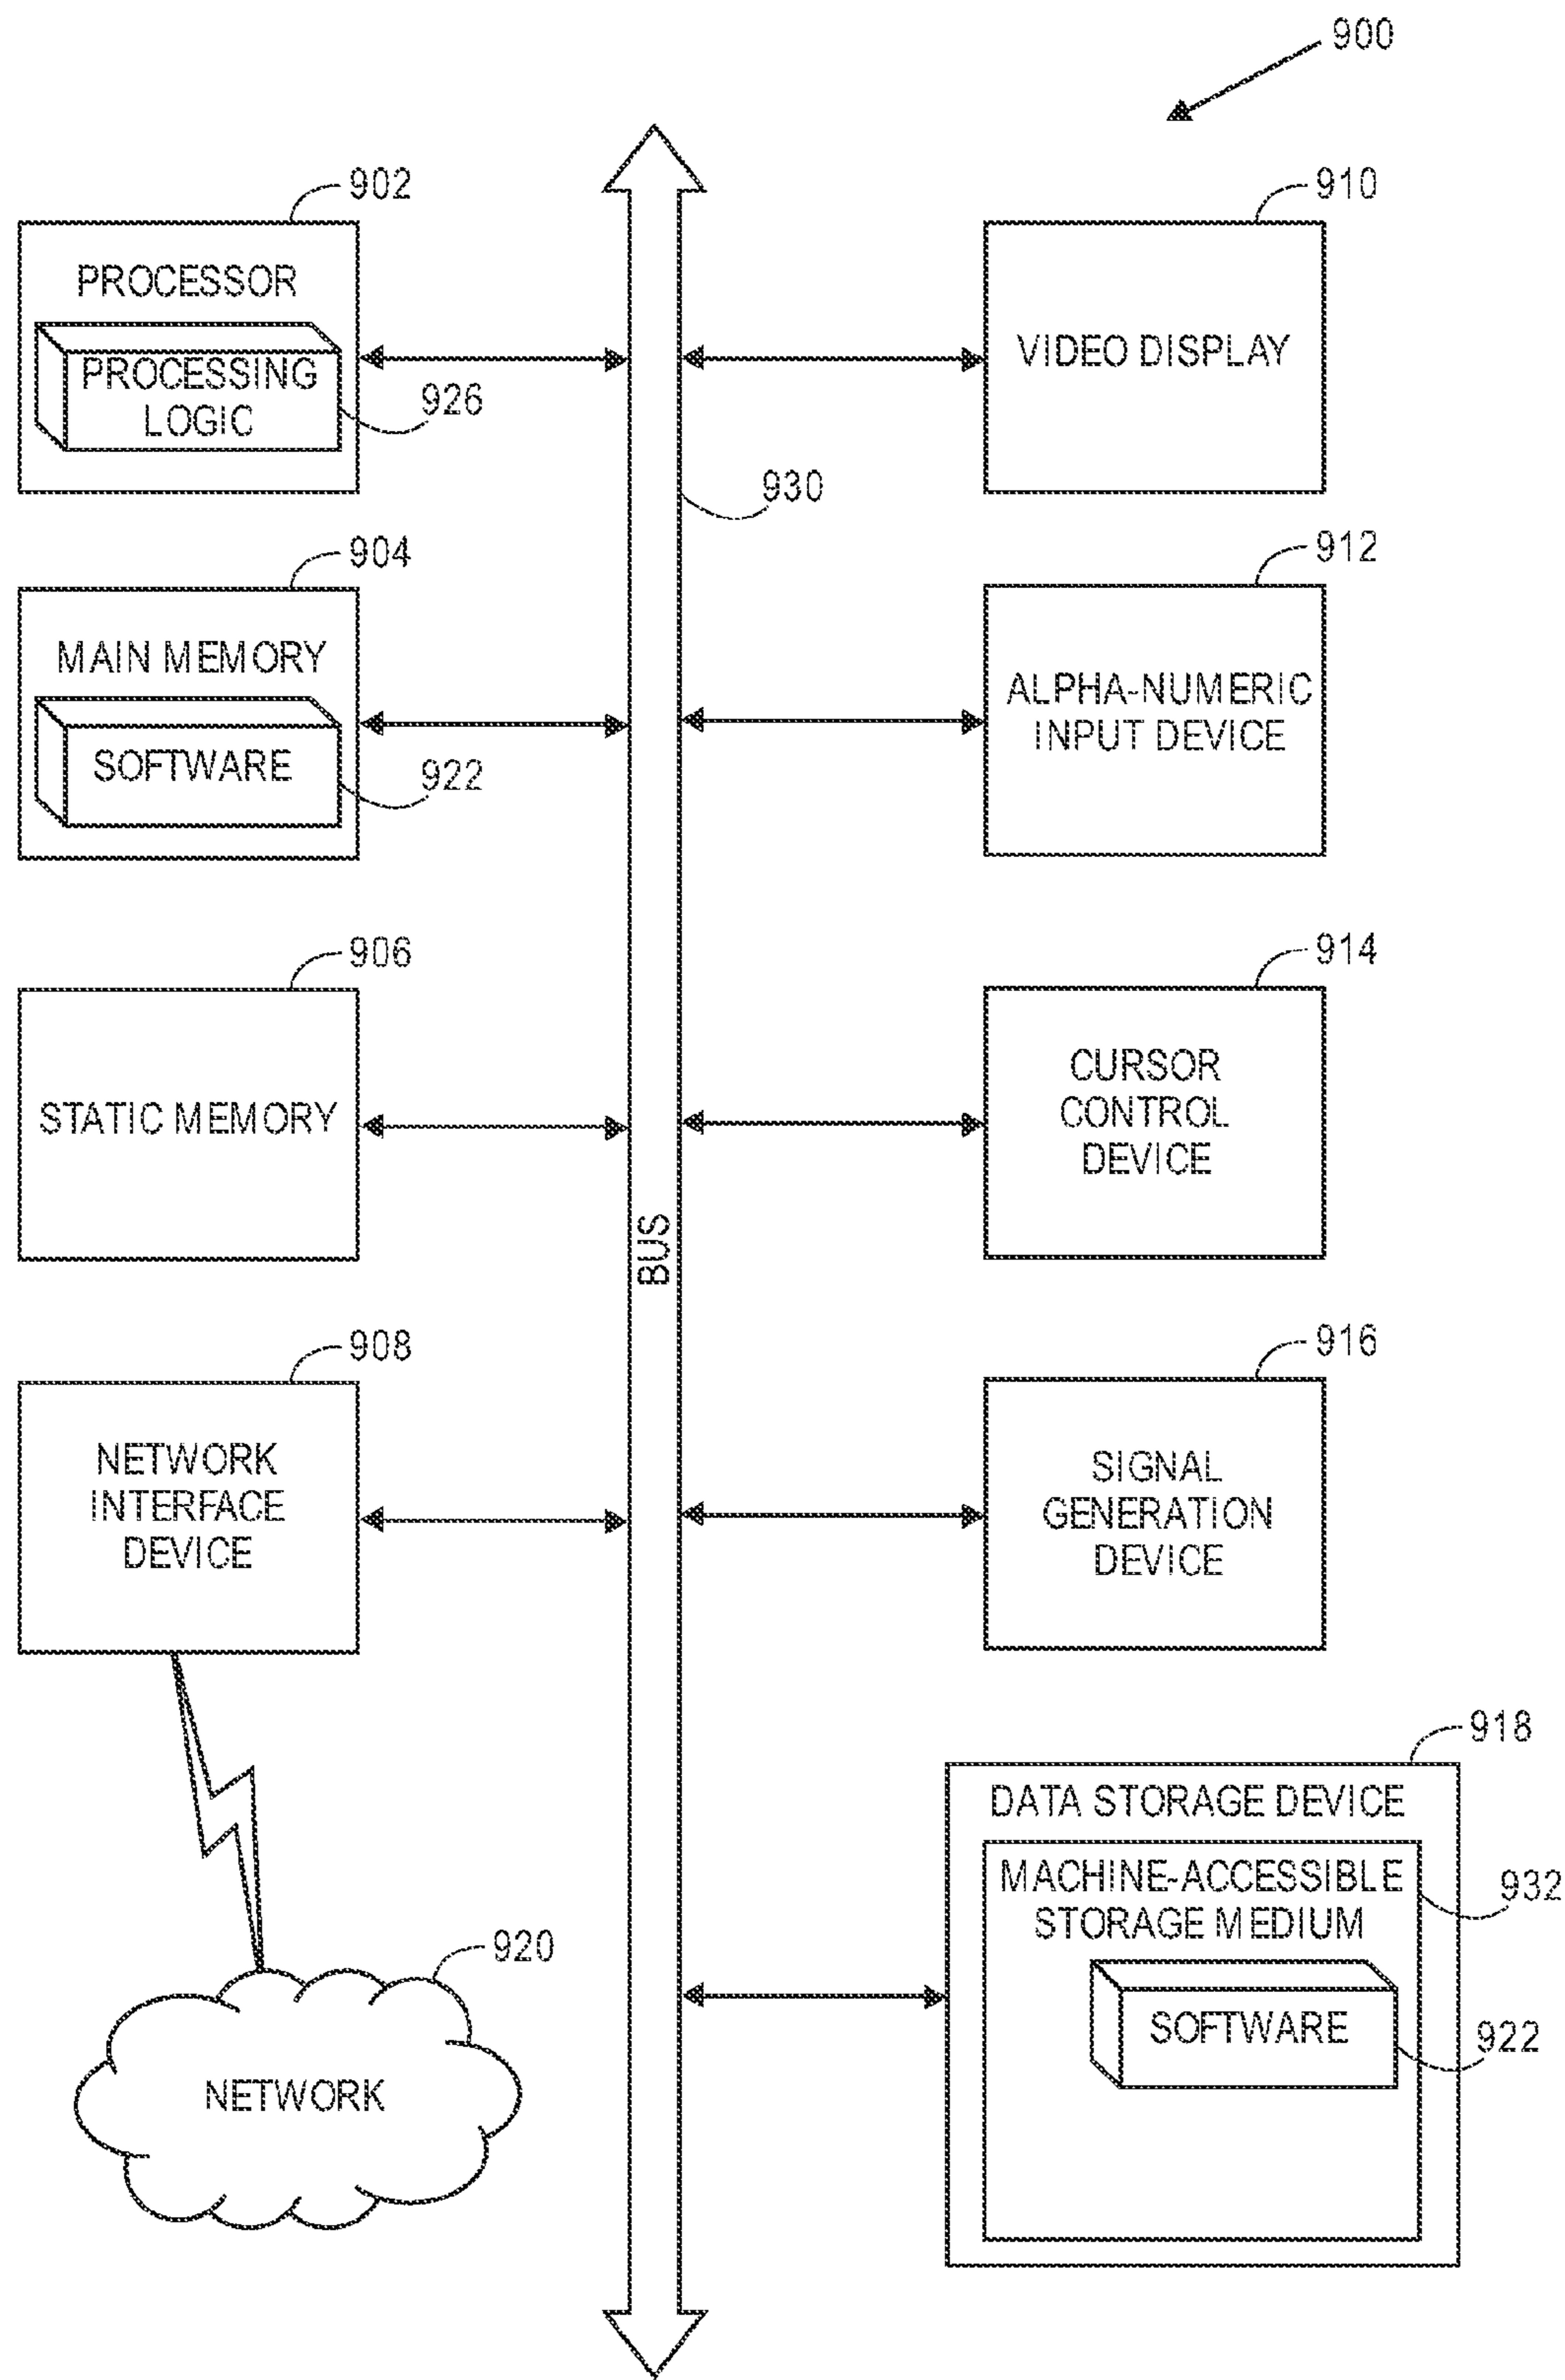 900
902
PROCESSOR
PROCESSING
LOGIC
926
910
VIDEO DISPLAY
930
904
MAIN MEMORY
SOFTWARE
922
912
ALPHA-NUMERIC
INPUT DEVICE
906
STATIC MEMORY
914
CURSOR
CONTROL
DEVICE
BUS
908
NETWORK
INTERFACE
DEVICE
916
SIGNAL
GENERATION
DEVICE
918
DATA STORAGE DEVICE
MACHINE-ACCESSIBLE
STORAGE MEDIUM
932
SOFTWARE
922
920
NETWORK